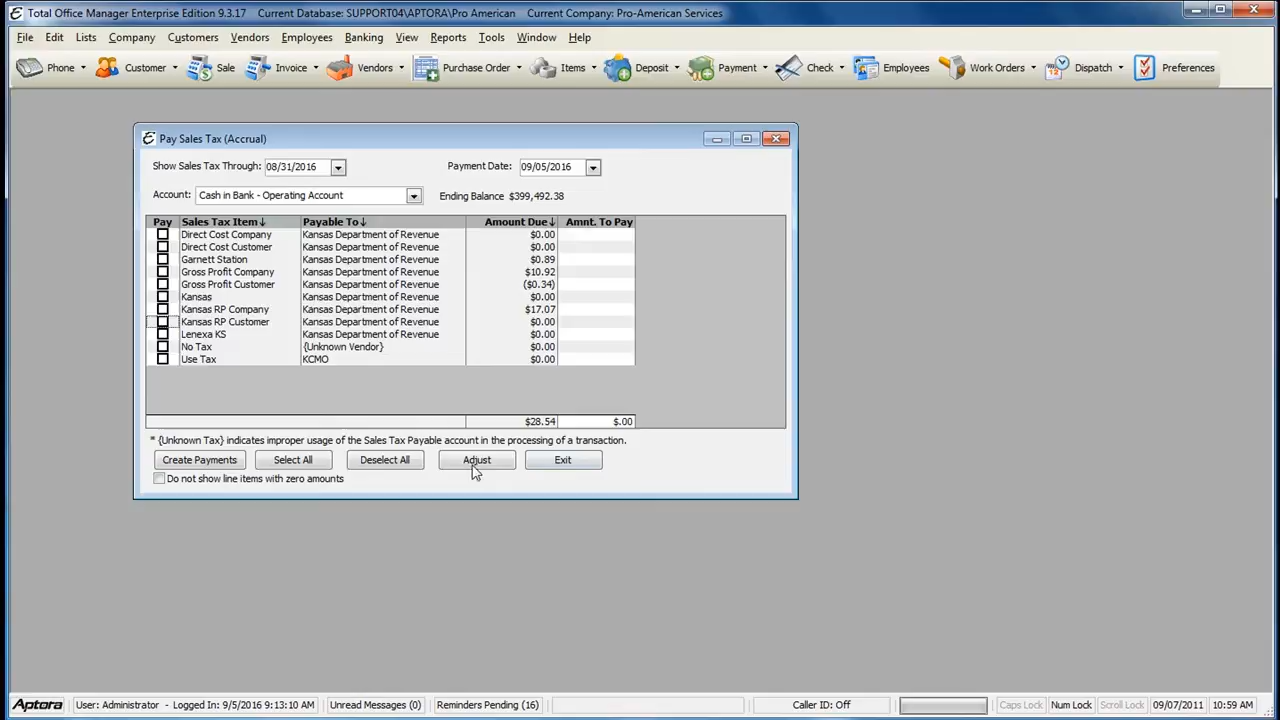 Total Office Manager Enterprise Edition 9.3.17 Current Database: SUPPORT04\APTORA\Pro American Current Company: Pro-American Services
File Edit Lists Company Customers Vendors Employees Banking View Reports Tools Window Help
Phone Customer Sale Invoice Vendors Purchase Order Items Deposit Payment Check Employees Work Orders Dispatch Preferences
Pay Sales Tax (Accrual)
Show Sales Tax Through: 08/31/2016 Payment Date: 09/05/2016
Account: Cash in Bank - Operating Account Ending Balance $399,492.38
Pay Sales Tax Item↓ Payable To↓ Amount Due↓ Amnt. To Pay
Direct Cost Company Kansas Department of Revenue $0.00
Direct Cost Customer Kansas Department of Revenue $0.00
Garnett Station Kansas Department of Revenue $0.89
Gross Profit Company Kansas Department of Revenue $10.92
Gross Profit Customer Kansas Department of Revenue ($0.34)
Kansas Kansas Department of Revenue $0.00
Kansas RP Company Kansas Department of Revenue $17.07
Kansas RP Customer Kansas Department of Revenue $0.00
Lenexa KS Kansas Department of Revenue $0.00
No Tax {Unknown Vendor} $0.00
Use Tax KCMO $0.00
$28.54 $.00
* {Unknown Tax} indicates improper usage of the Sales Tax Payable account in the processing of a transaction.
Create Payments Select All Deselect All Adjust Exit
Do not show line items with zero amounts
Aptora User: Administrator - Logged In: 9/5/2016 9:13:10 AM Unread Messages (0) Reminders Pending (16) Caller ID: Off Caps Lock Num Lock Scroll Lock 09/07/2011 10:59 AM